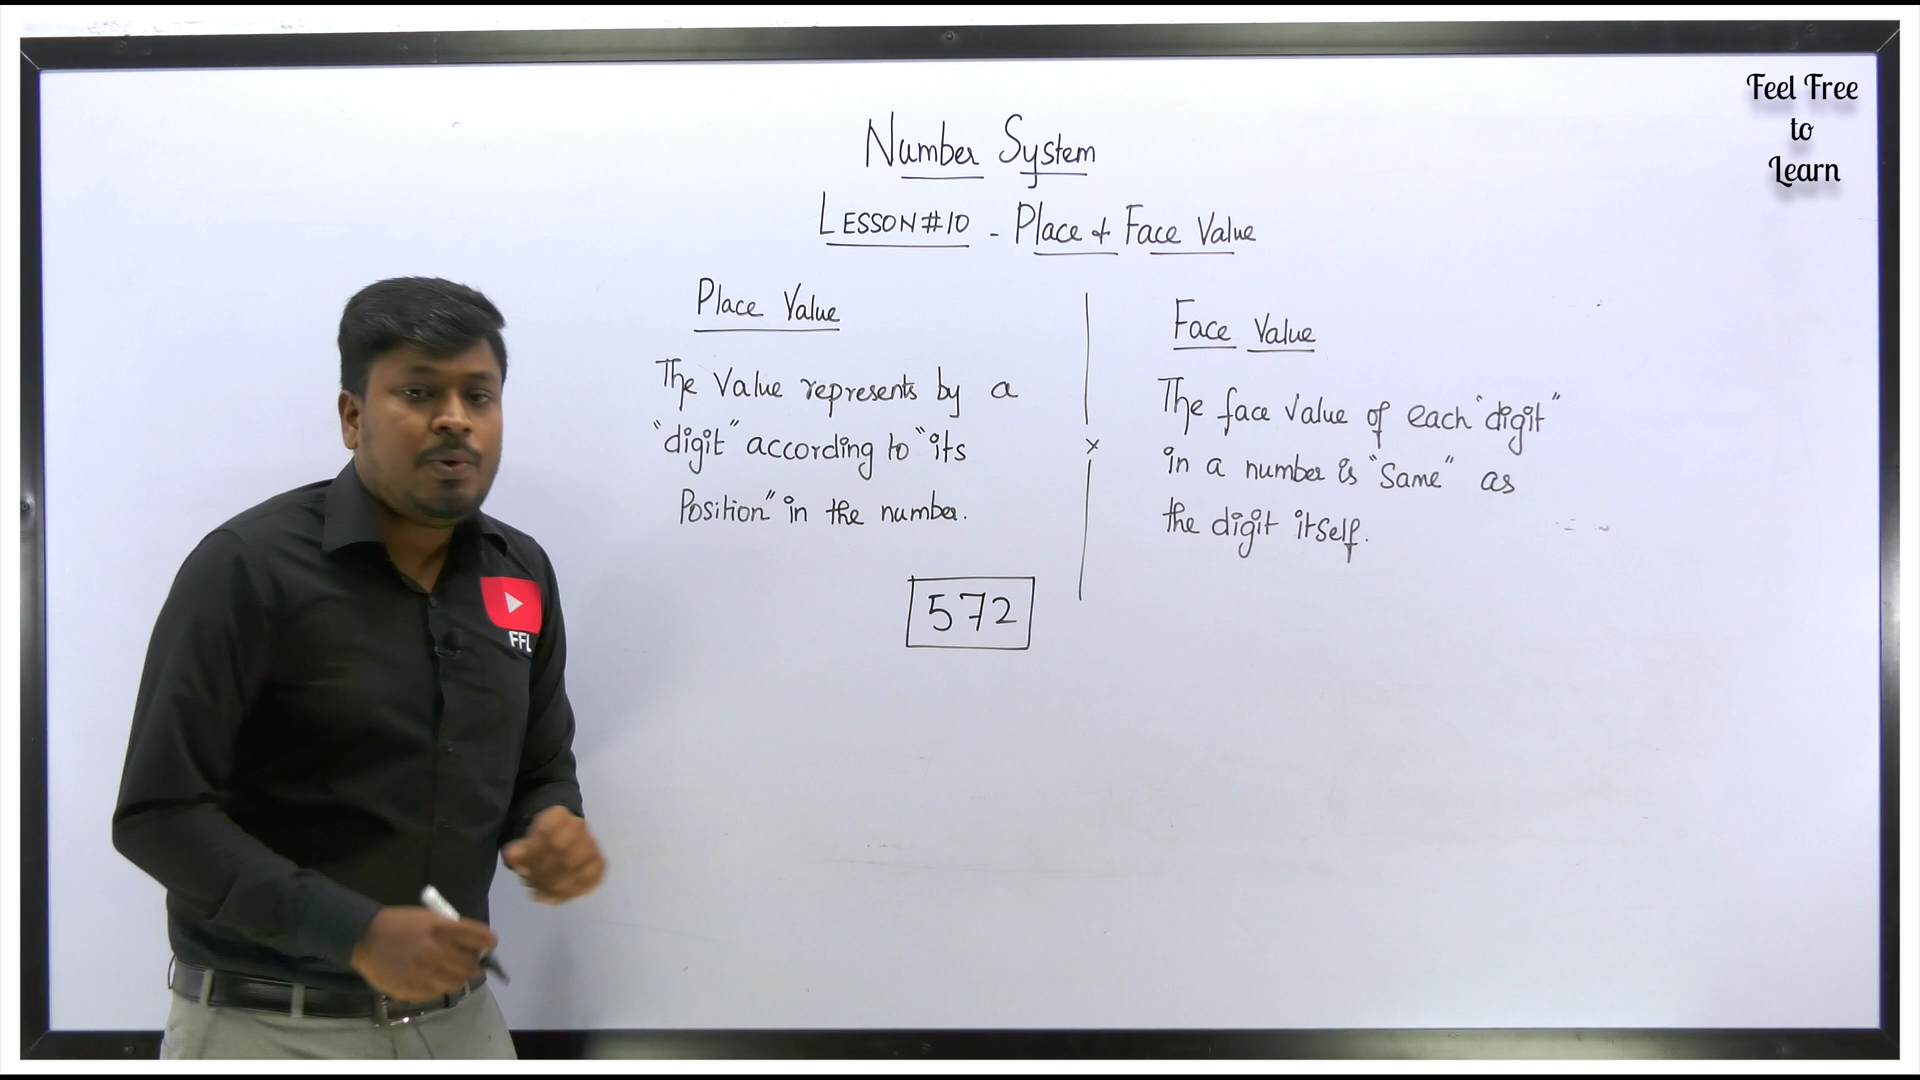 Feel Free
to
Learn
Number System
LESSON#10 - Place & Face Value
Place Value
The Value represents by a
"digit" according to "its
Position" in the number.
Face Value
The face value of each "digit"
in a number is "Same" as
the digit itself.
572
FFL